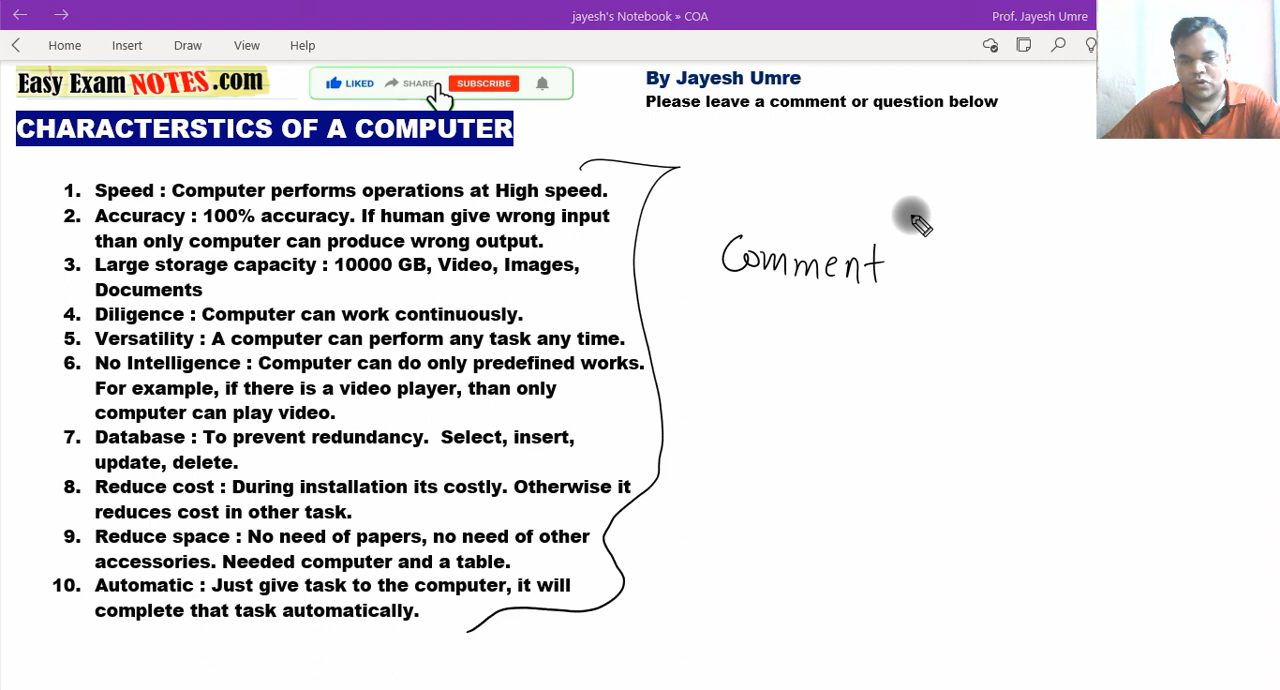 jayesh's Notebook » COA
Prof. Jayesh Umre
Home Insert Draw View Help
Easy Exam NOTES.com
LIKED SHARE SUBSCRIBE
By Jayesh Umre
Please leave a comment or question below
CHARACTERSTICS OF A COMPUTER
1. Speed : Computer performs operations at High speed.
2. Accuracy : 100% accuracy. If human give wrong input
than only computer can produce wrong output.
3. Large storage capacity : 10000 GB, Video, Images,
Documents
4. Diligence : Computer can work continuously.
5. Versatility : A computer can perform any task any time.
6. No Intelligence : Computer can do only predefined works.
For example, if there is a video player, than only
computer can play video.
7. Database : To prevent redundancy.  Select, insert,
update, delete.
8. Reduce cost : During installation its costly. Otherwise it
reduces cost in other task.
9. Reduce space : No need of papers, no need of other
accessories. Needed computer and a table.
10. Automatic : Just give task to the computer, it will
complete that task automatically.
Comment